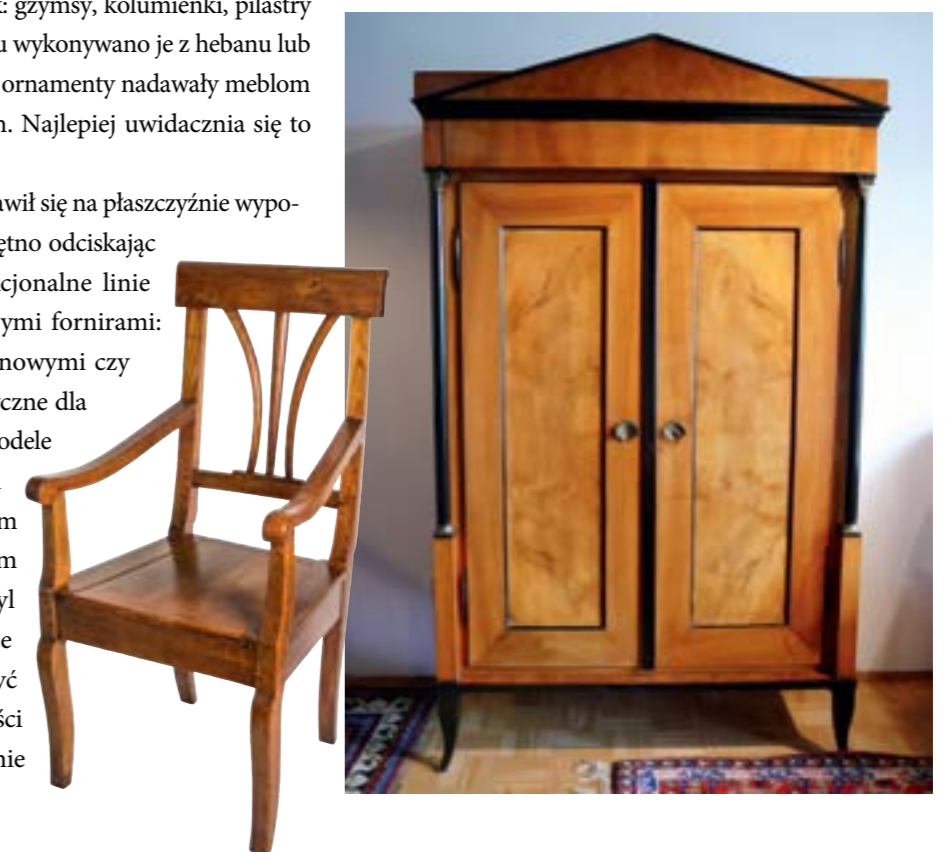 : gzymsy, kolumienki, pilastry
u wykonywano je z hebanu lub
ornamenty nadawały meblom
. Najlepiej uwidacznia się to
awił się na płaszczyźnie wypo-
ętno odciskając
cjonalne linie
ymi fornirami:
nowymi czy
yczne dla
odele
m
m
yl
e
yć
ści
nie